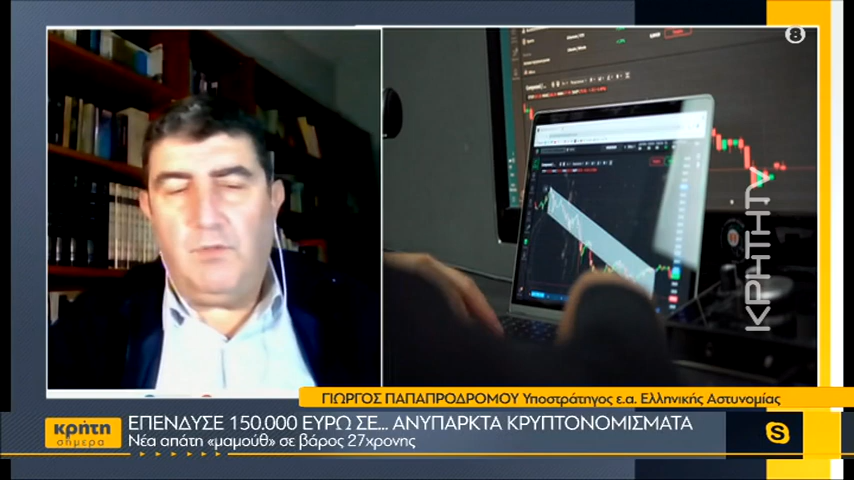 8
ΚΡΗΤΗ TV
ΓΙΩΡΓΟΣ ΠΑΠΑΠΡΟΔΡΟΜΟΥ Υποστράτηγος ε.α. Ελληνικής Αστυνομίας
κρήτη
σήμερα
ΕΠΕΝΔΥΣΕ 150.000 ΕΥΡΩ ΣΕ... ΑΝΥΠΑΡΚΤΑ ΚΡΥΠΤΟΝΟΜΙΣΜΑΤΑ
Νέα απάτη «μαμούθ» σε βάρος 27χρονης